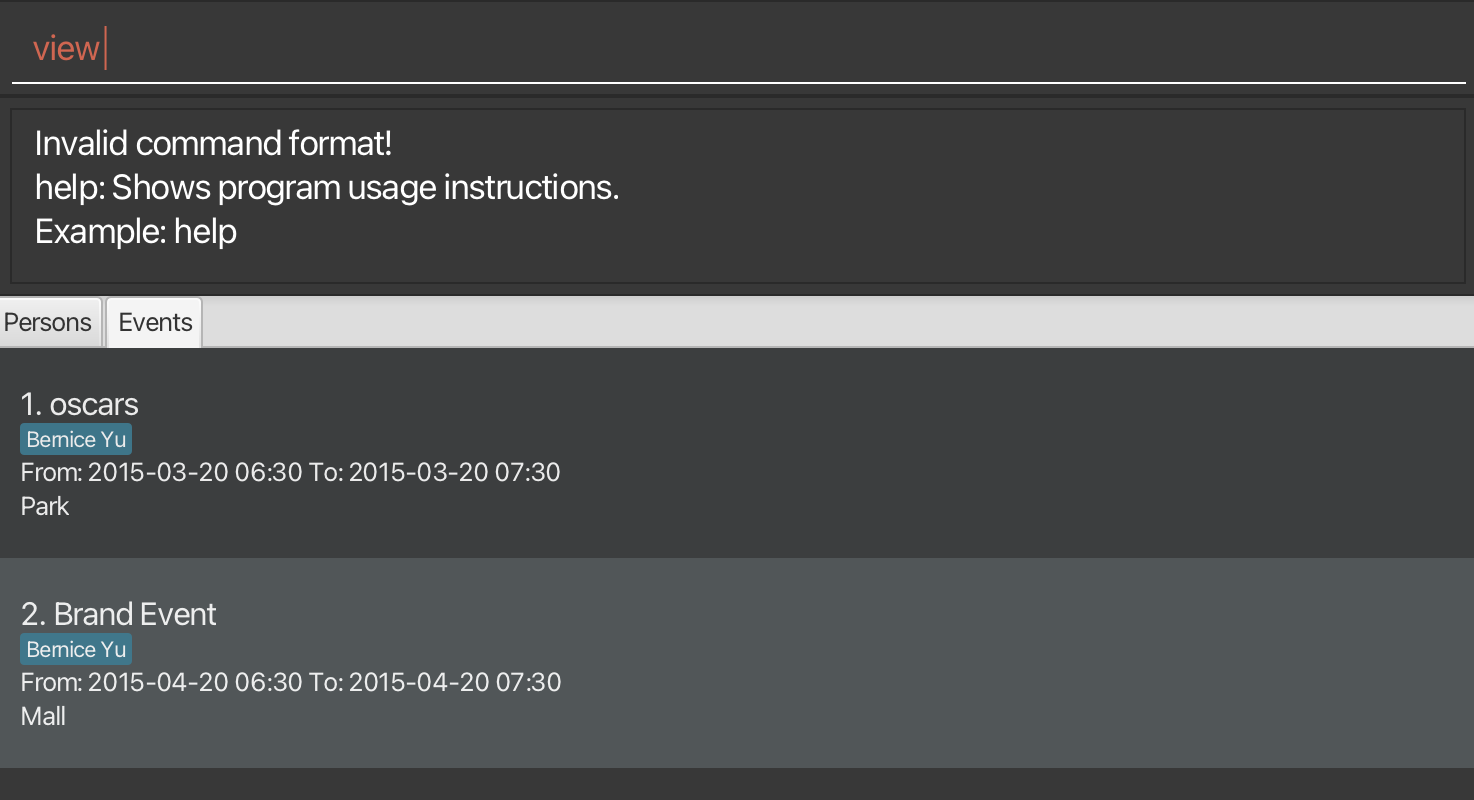 view
Invalid command format!
help: Shows program usage instructions.
Example: help
Persons Events
1. oscars
Bernice Yu
From: 2015-03-20 06:30 To: 2015-03-20 07:30
Park
2. Brand Event
Bernice Yu
From: 2015-04-20 06:30 To: 2015-04-20 07:30
Mall